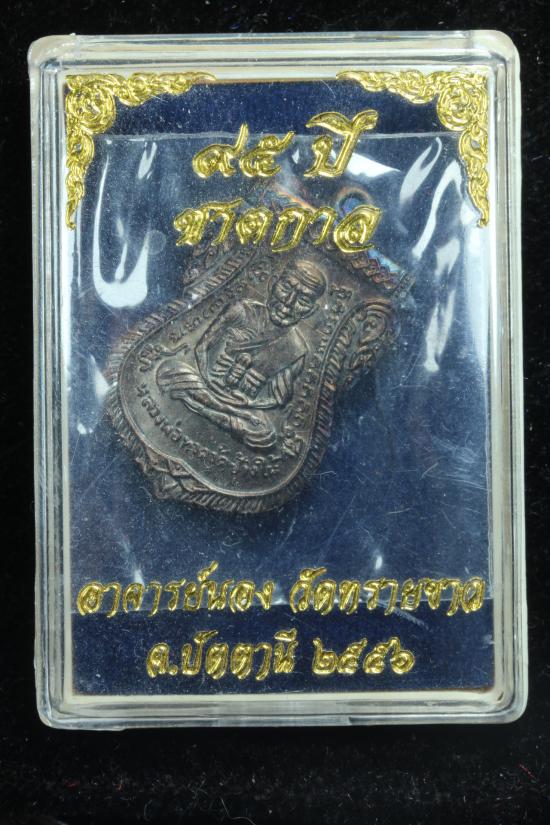 ๙๕ ปี
ชาตกาล
อาจารย์นอง วัดทรายขาว
จ.ปัตตานี ๒๕๕๖